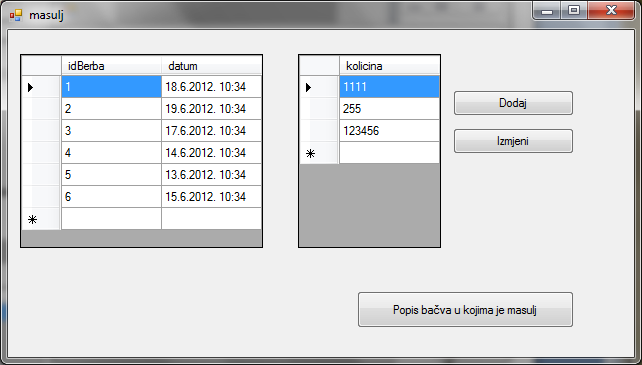 masulj
idBerba datum
1 18.6.2012. 10:34
2 19.6.2012. 10:34
3 17.6.2012. 10:34
4 14.6.2012. 10:34
5 13.6.2012. 10:34
6 15.6.2012. 10:34
kolicina
1111
255
123456
Dodaj
Izmjeni
Popis bačva u kojima je masulj